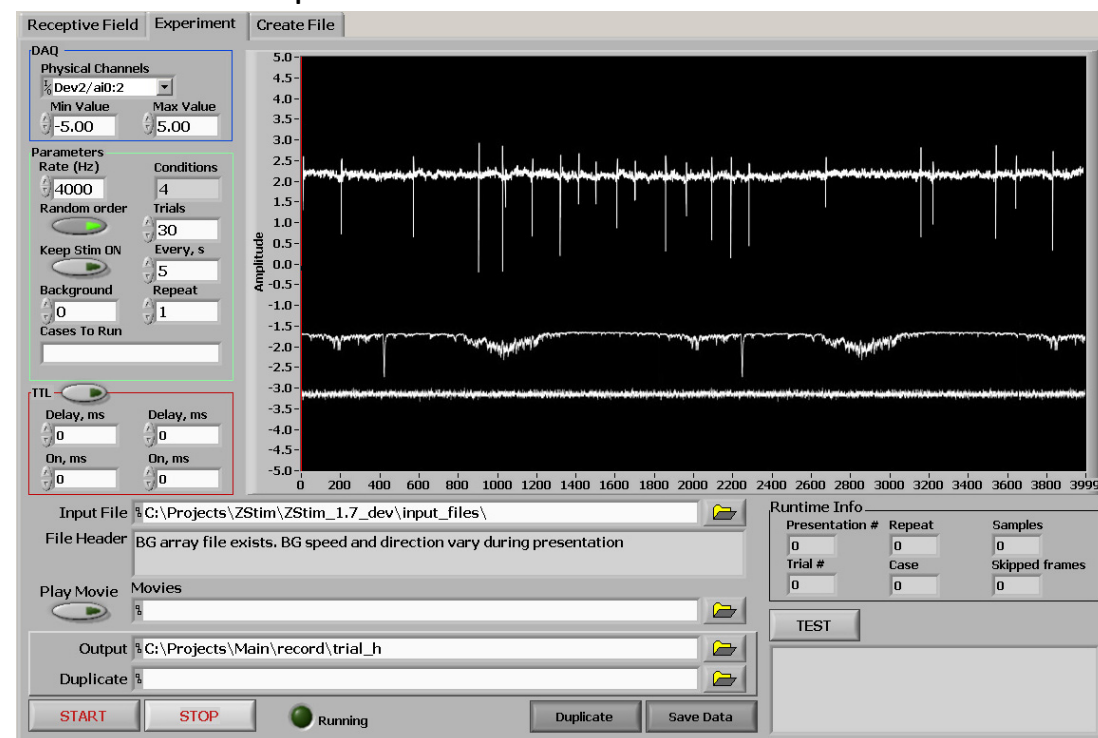 Receptive Field Experiment Create File
DAQ
Physical Channels
Dev2/ai0:2
Min Value Max Value
-5.00 5.00
Parameters
Rate (Hz) Conditions
4000 4
Random order Trials
30
Keep Stim ON Every, s
5
Background Repeat
0 1
Cases To Run
TTL
Delay, ms Delay, ms
0 0
On, ms On, ms
0 0
Amplitude
5.0
4.5
4.0
3.5
3.0
2.5
2.0
1.5
1.0
0.5
0.0
-0.5
-1.0
-1.5
-2.0
-2.5
-3.0
-3.5
-4.0
-4.5
-5.0
0 200 400 600 800 1000 1200 1400 1600 1800 2000 2200 2400 2600 2800 3000 3200 3400 3600 3800 3999
Input File C:\Projects\ZStim\ZStim_1.7_dev\input_files\
File Header BG array file exists. BG speed and direction vary during presentation
Play Movie Movies
Output C:\Projects\Main\record\trial_h
Duplicate
START STOP Running Duplicate Save Data
Runtime Info
Presentation # Repeat Samples
0 0 0
Trial # Case Skipped frames
0 0 0
TEST